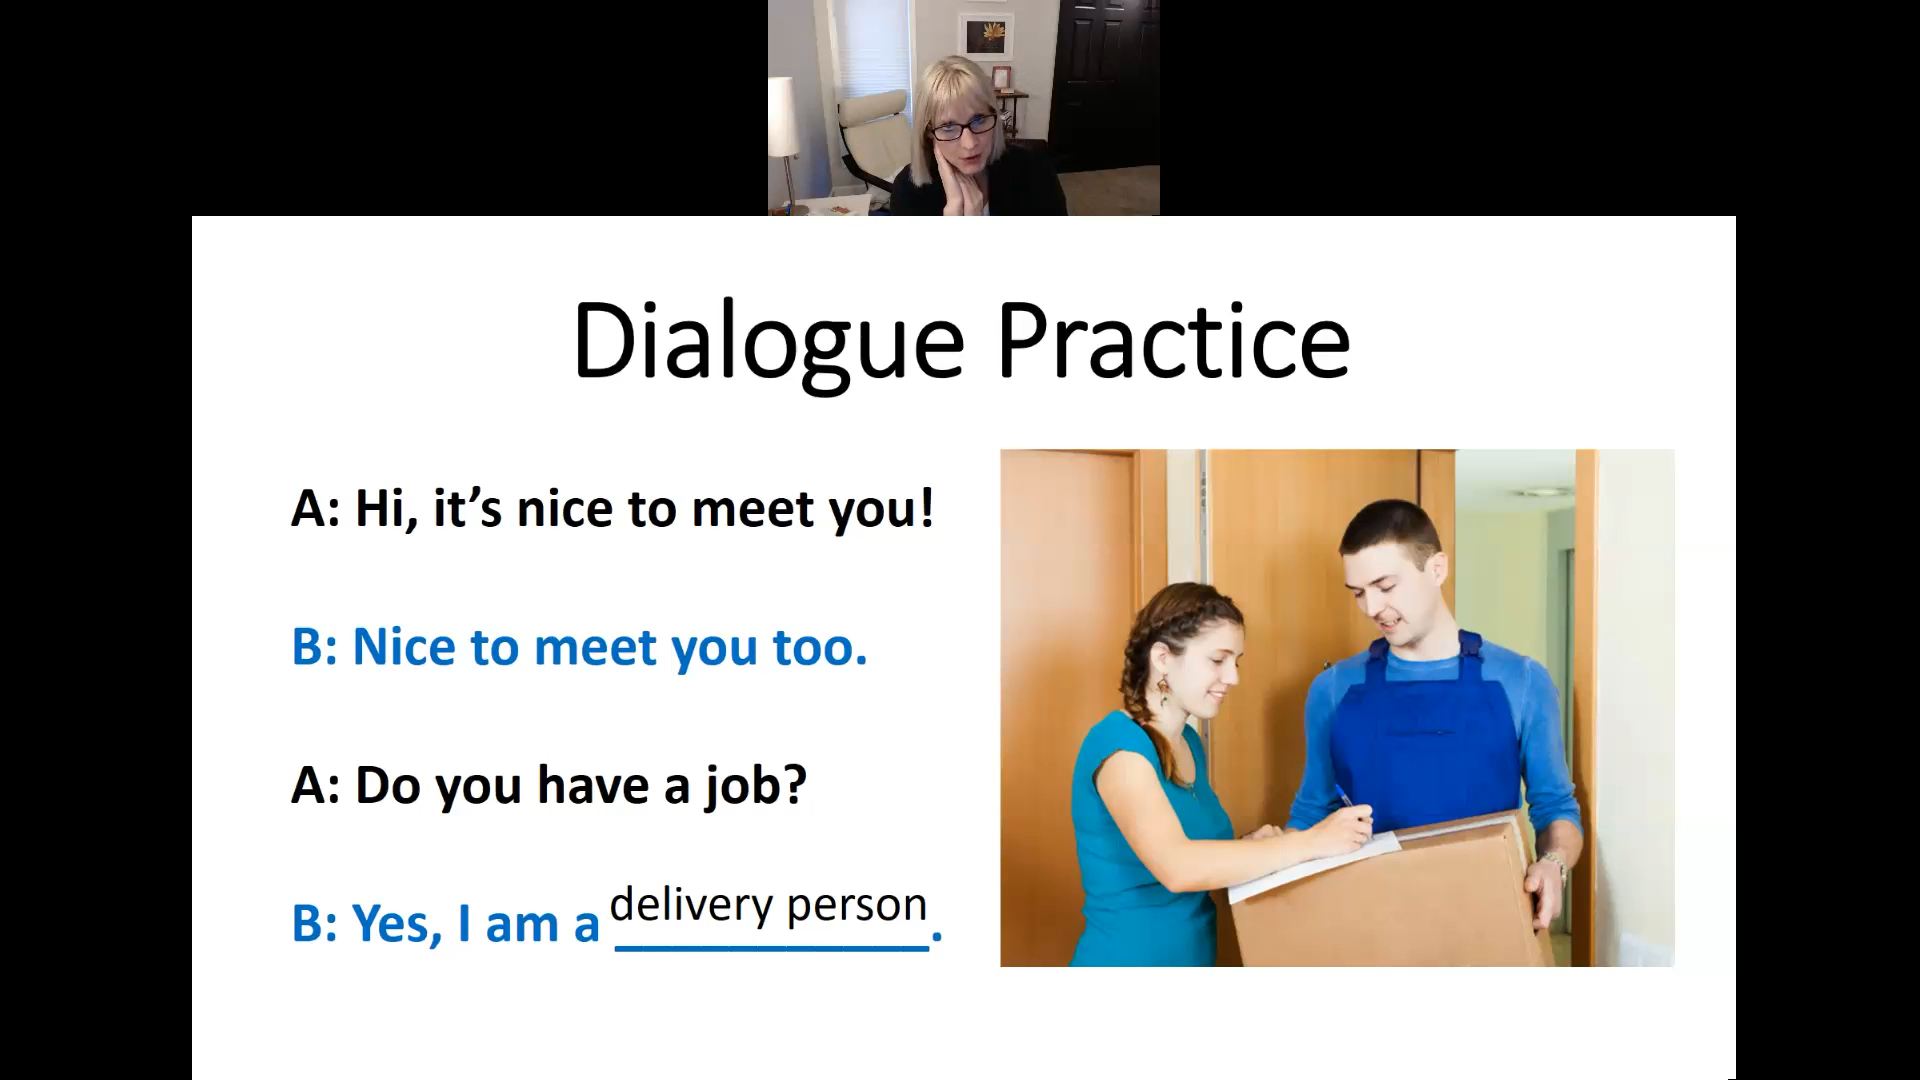 Dialogue Practice
A: Hi, it’s nice to meet you!
B: Nice to meet you too.
A: Do you have a job?
B: Yes, I am a delivery person.